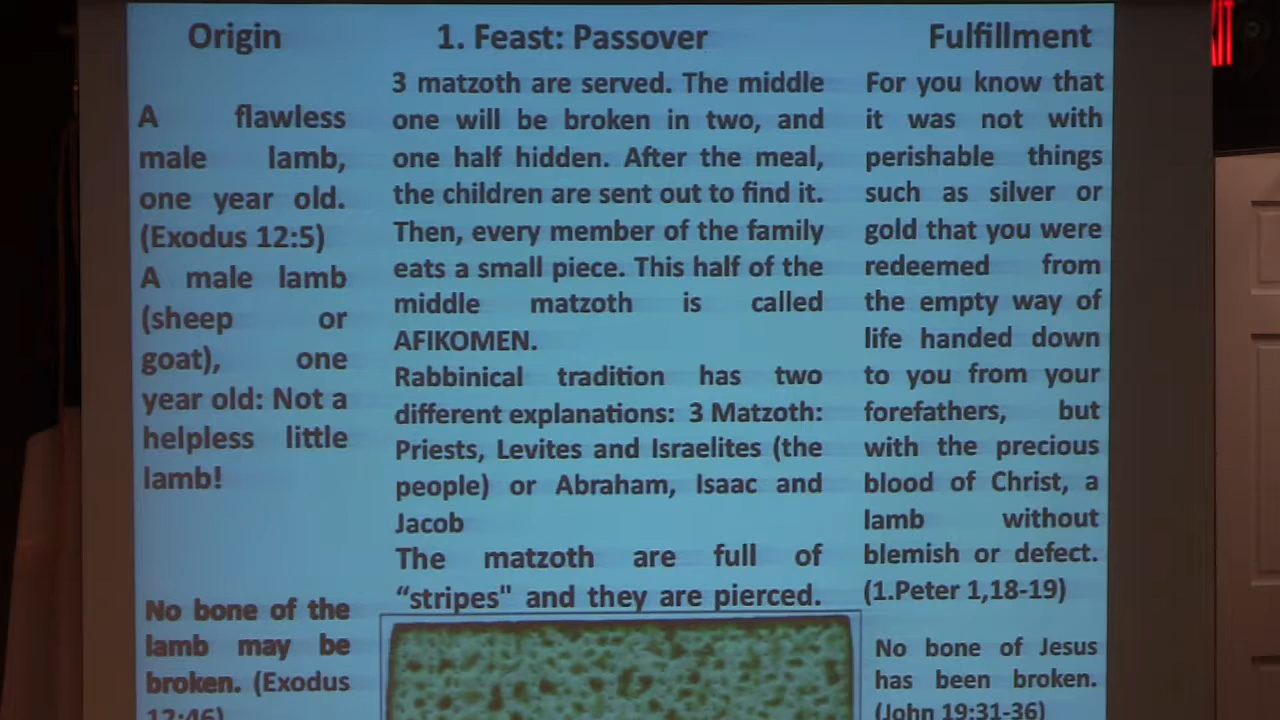 Origin
A flawless
male lamb,
one year old.
(Exodus 12:5)
A male lamb
(sheep or
goat), one
year old: Not a
helpless little
lamb!
No bone of the
lamb may be
broken. (Exodus
12:46)
1. Feast: Passover
3 matzoth are served. The middle
one will be broken in two, and
one half hidden. After the meal,
the children are sent out to find it.
Then, every member of the family
eats a small piece. This half of the
middle matzoth is called
AFIKOMEN.
Rabbinical tradition has two
different explanations: 3 Matzoth:
Priests, Levites and Israelites (the
people) or Abraham, Isaac and
Jacob
The matzoth are full of
“stripes" and they are pierced.
Fulfillment
For you know that
it was not with
perishable things
such as silver or
gold that you were
redeemed from
the empty way of
life handed down
to you from your
forefathers, but
with the precious
blood of Christ, a
lamb without
blemish or defect.
(1.Peter 1,18-19)
No bone of Jesus
has been broken.
(John 19:31-36)